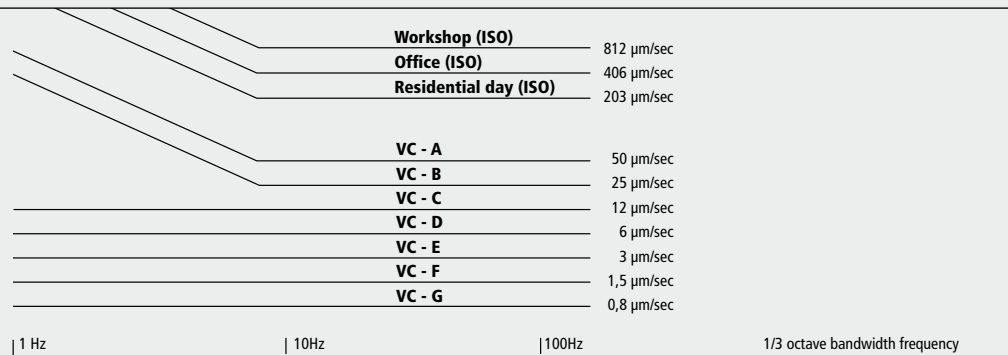 Workshop (ISO) 812 µm/sec
Office (ISO) 406 µm/sec
Residential day (ISO) 203 µm/sec
VC - A 50 µm/sec
VC - B 25 µm/sec
VC - C 12 µm/sec
VC - D 6 µm/sec
VC - E 3 µm/sec
VC - F 1,5 µm/sec
VC - G 0,8 µm/sec
1 Hz 10Hz 100Hz 1/3 octave bandwidth frequency